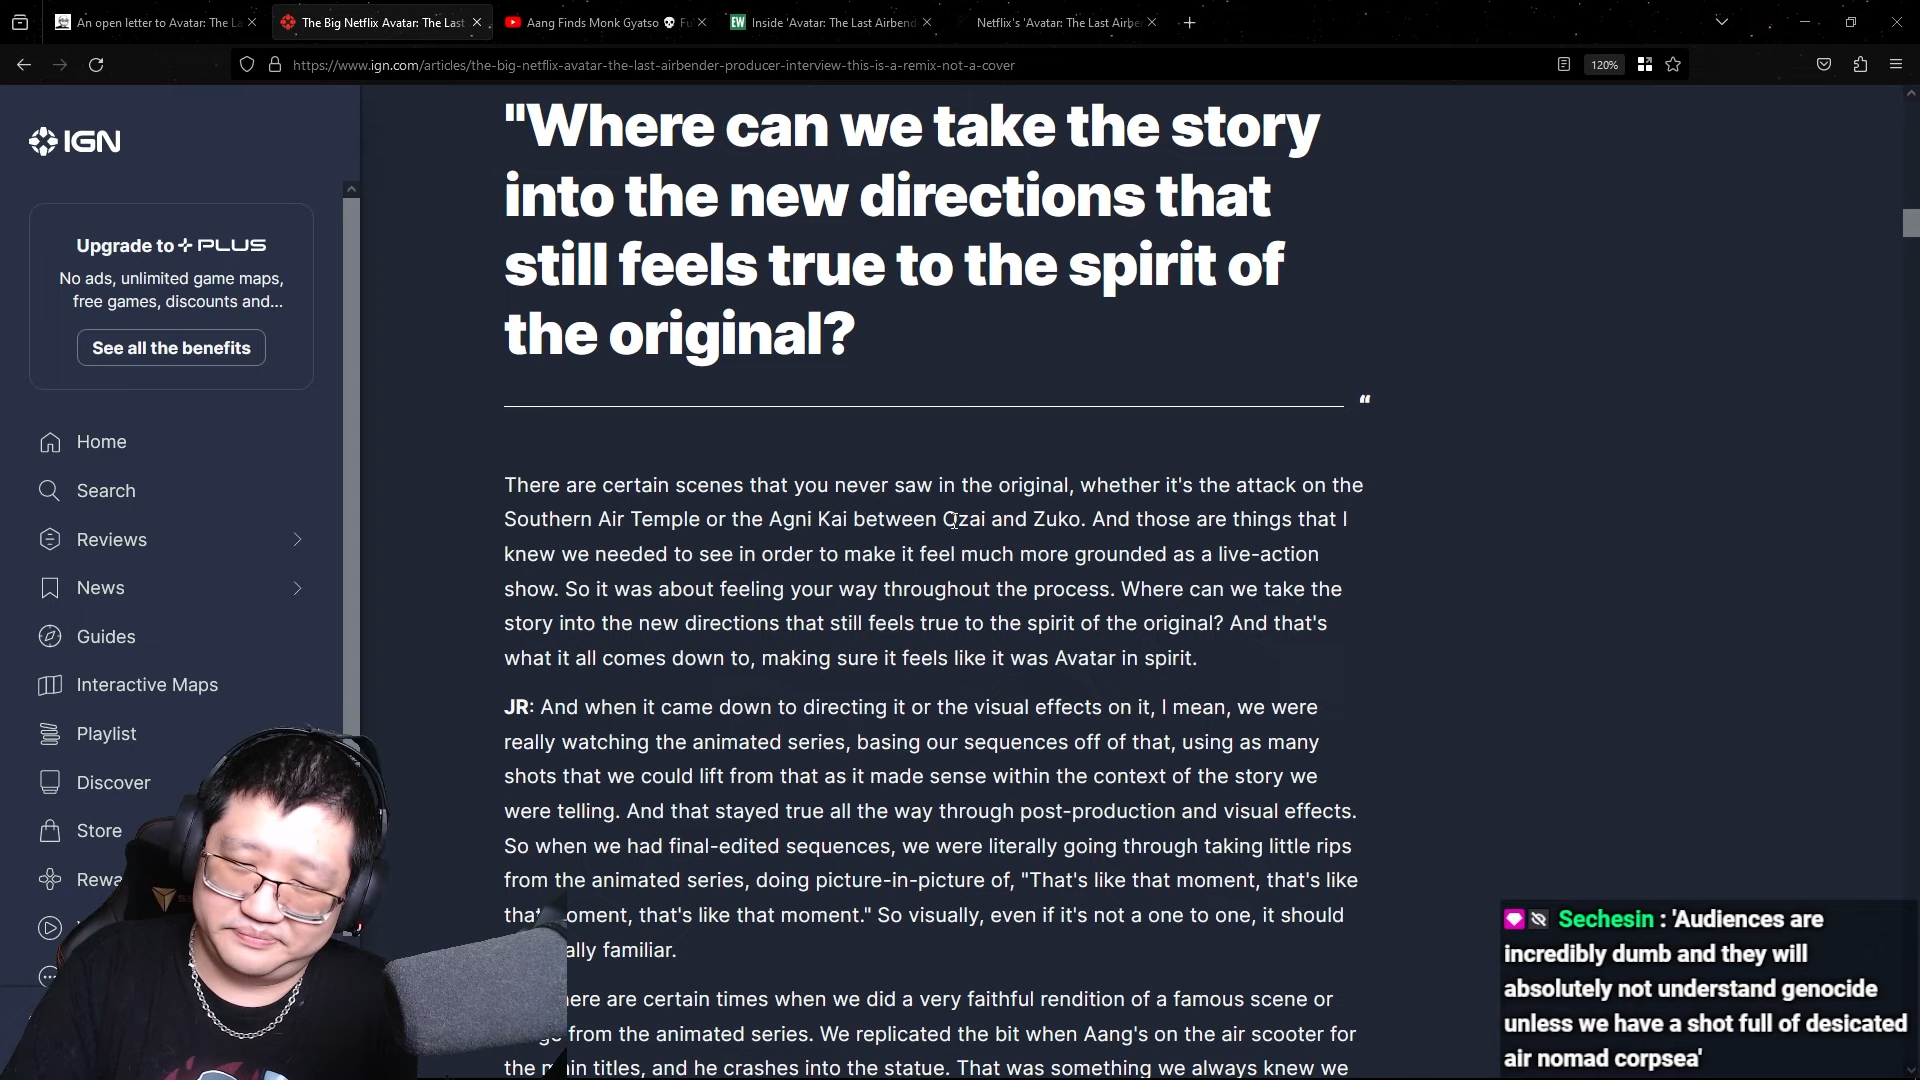 An open letter to Avatar: The La
The Big Netflix Avatar: The Last
Aang Finds Monk Gyatso 💀 Fu
Inside 'Avatar: The Last Airbend
Netflix's 'Avatar: The Last Airbe
https://www.ign.com/articles/the-big-netflix-avatar-the-last-airbender-producer-interview-this-is-a-remix-not-a-cover
120%
IGN
Upgrade to + PLUS
No ads, unlimited game maps,
free games, discounts and...
See all the benefits
Home
Search
Reviews
News
Guides
Interactive Maps
Playlist
Discover
Store
Rewa
"Where can we take the story
into the new directions that
still feels true to the spirit of
the original?
“
There are certain scenes that you never saw in the original, whether it's the attack on the
Southern Air Temple or the Agni Kai between Ozai and Zuko. And those are things that I
knew we needed to see in order to make it feel much more grounded as a live-action
show. So it was about feeling your way throughout the process. Where can we take the
story into the new directions that still feels true to the spirit of the original? And that's
what it all comes down to, making sure it feels like it was Avatar in spirit.
JR: And when it came down to directing it or the visual effects on it, I mean, we were
really watching the animated series, basing our sequences off of that, using as many
shots that we could lift from that as it made sense within the context of the story we
were telling. And that stayed true all the way through post-production and visual effects.
So when we had final-edited sequences, we were literally going through taking little rips
from the animated series, doing picture-in-picture of, "That's like that moment, that's like
that moment, that's like that moment." So visually, even if it's not a one to one, it should
ally familiar.
here are certain times when we did a very faithful rendition of a famous scene or
from the animated series. We replicated the bit when Aang's on the air scooter for
the main titles, and he crashes into the statue. That was something we always knew we
Sechesin : 'Audiences are
incredibly dumb and they will
absolutely not understand genocide
unless we have a shot full of desicated
air nomad corpsea'